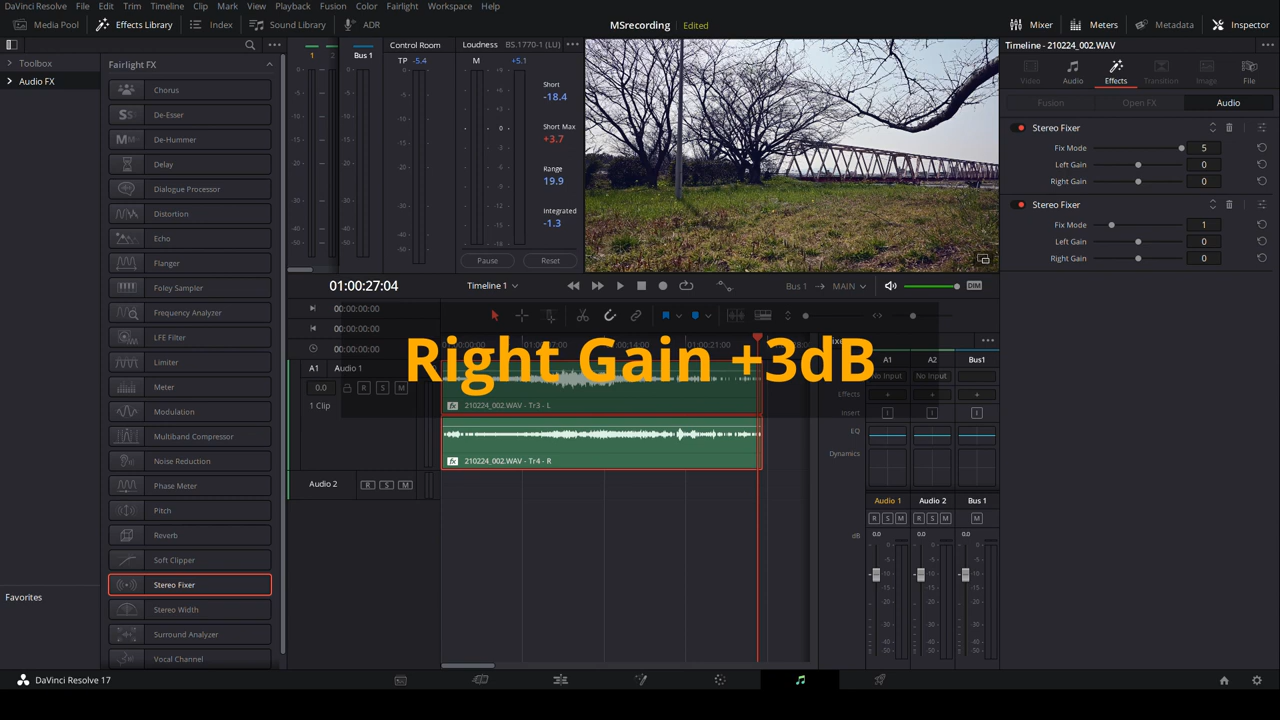 DaVinci Resolve File Edit Trim Timeline Clip Mark View Playback Fusion Color Fairlight Workspace Help
Media Pool Effects Library Index Sound Library ADR MSrecording Edited Mixer Meters Metadata Inspector
Toolbox
Audio FX
Favorites
Fairlight FX
Chorus
De-Esser
De-Hummer
Delay
Dialogue Processor
Distortion
Echo
Flanger
Foley Sampler
Frequency Analyzer
LFE Filter
Limiter
Meter
Modulation
Multiband Compressor
Noise Reduction
Phase Meter
Pitch
Reverb
Soft Clipper
Stereo Fixer
Stereo Width
Surround Analyzer
Vocal Channel
1 2 Bus 1
Control Room
TP -5.4
Loudness BS.1770-1 (LU)
M +5.1
Short
-18.4
Short Max
+3.7
Range
19.9
Integrated
-1.3
Pause Reset
Timeline - 210224_002.WAV
Video Audio Effects Transition Image File
Fusion Open FX Audio
Stereo Fixer
Fix Mode 5
Left Gain 0
Right Gain 0
Stereo Fixer
Fix Mode 1
Left Gain 0
Right Gain 0
01:00:27:04 Timeline 1 Bus 1 MAIN DIM
00:00:00:00
00:00:00:00
00:00:00:00
Right Gain +3dB
A1 Audio 1
0.0 R S M
1 Clip
210224_002.WAV - Tr3 - L
210224_002.WAV - Tr4 - R
Audio 2 R S M
A1 A2 Bus1
No Input No Input
Effects
Insert
EQ
Dynamics
Audio 1 Audio 2 Bus 1
R S M R S M M
dB 0.0 0.0 0.0
DaVinci Resolve 17